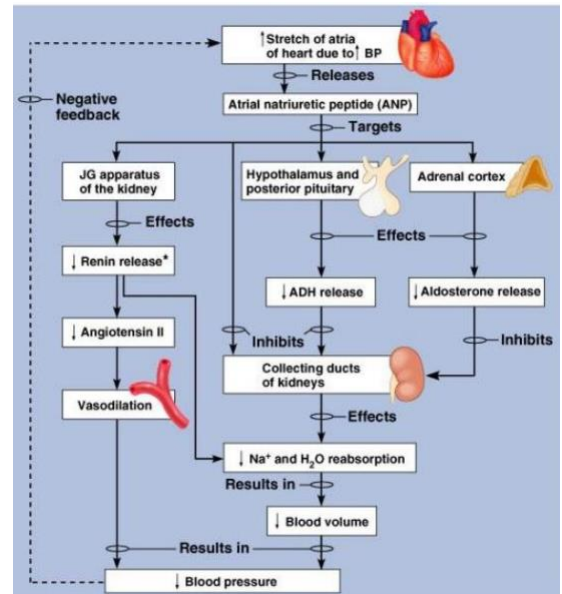 ↑Stretch of atria
of heart due to↑ BP
Releases
Negative
feedback
Atrial natriuretic peptide (ANP)
Targets
JG apparatus
of the kidney
Hypothalamus and
posterior pituitary
Adrenal cortex
Effects
Effects
↓ Renin release*
↓ ADH release
↓ Aldosterone release
↓ Angiotensin II
Inhibits
Inhibits
Collecting ducts
of kidneys
Vasodilation
Effects
↓ Na⁺ and H₂O reabsorption
Results in
↓ Blood volume
Results in
↓ Blood pressure